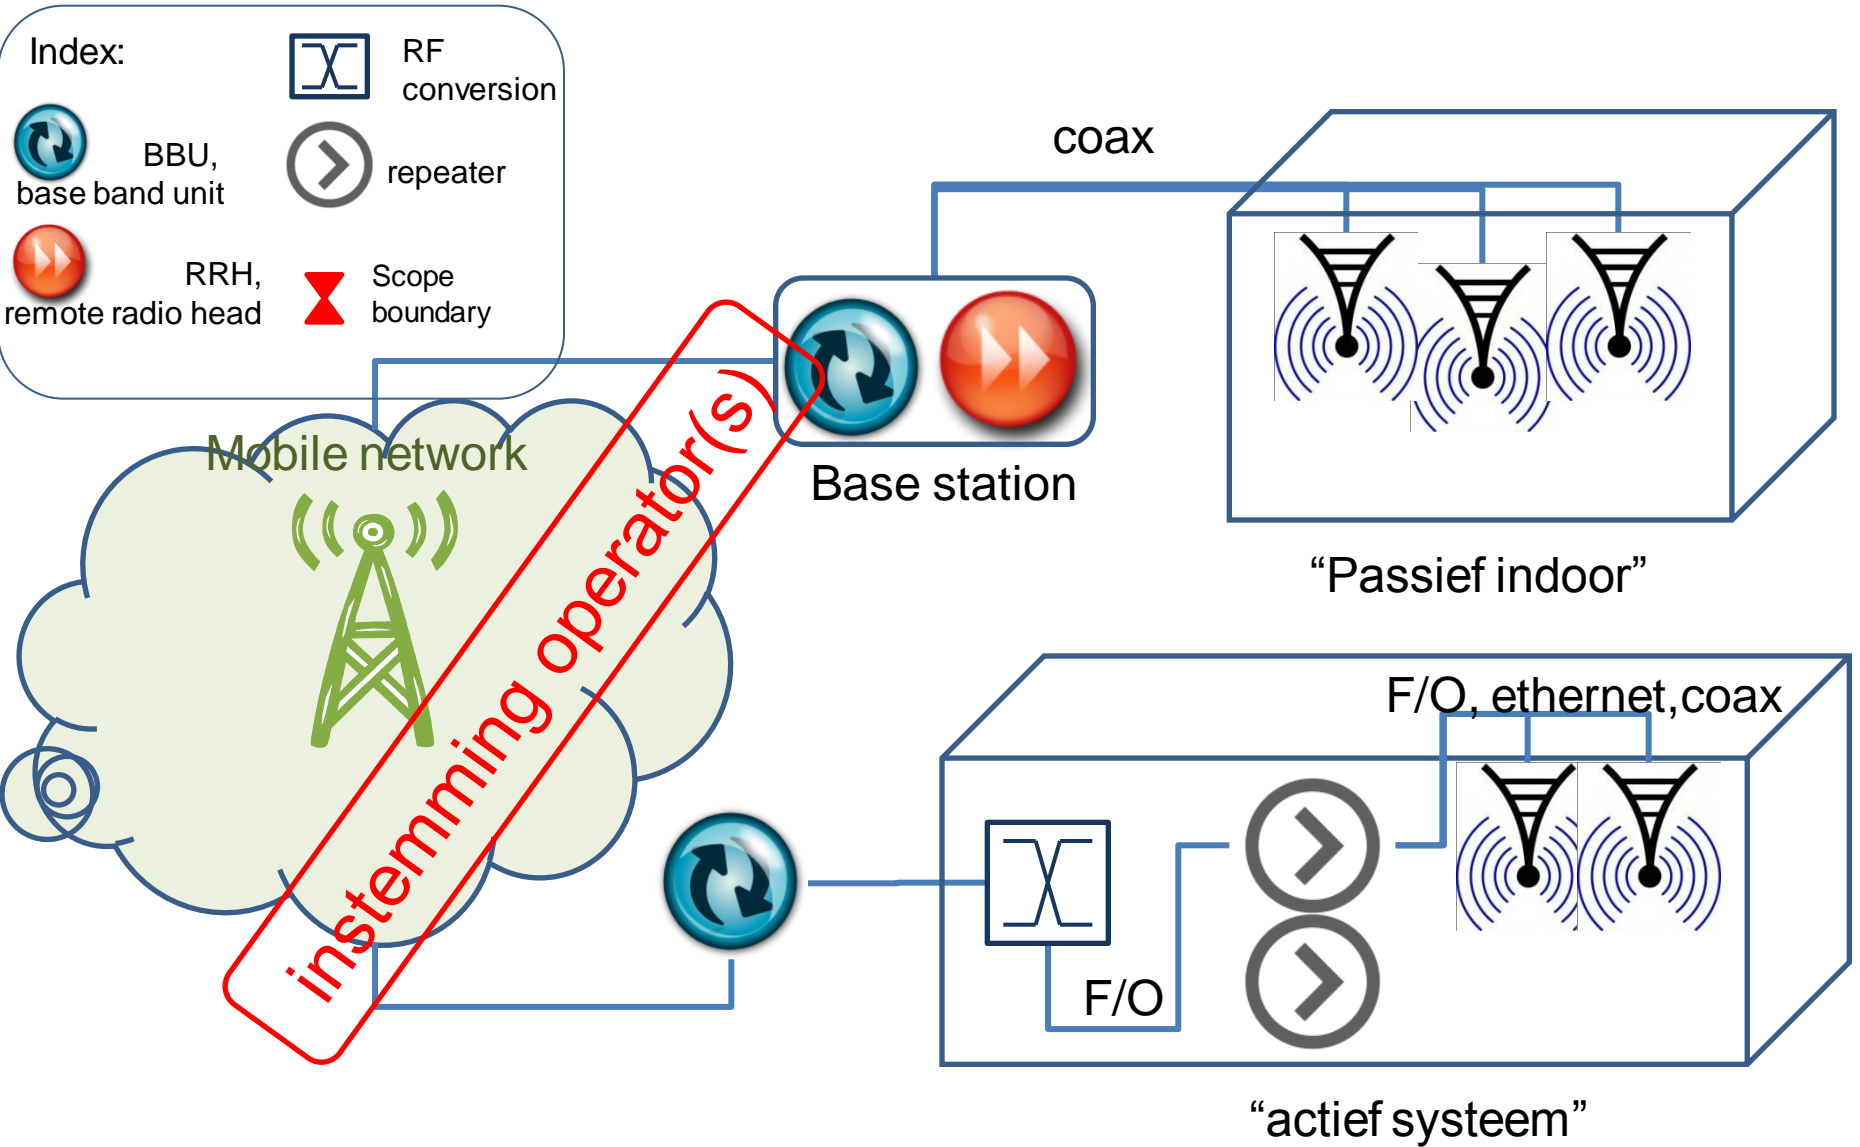 Index:
RF
conversion
BBU,
base band unit
repeater
RRH,
remote radio head
Scope
boundary
coax
Mobile network
instemming operator(s)
Base station
“Passief indoor”
F/O, ethernet,coax
F/O
“actief systeem”